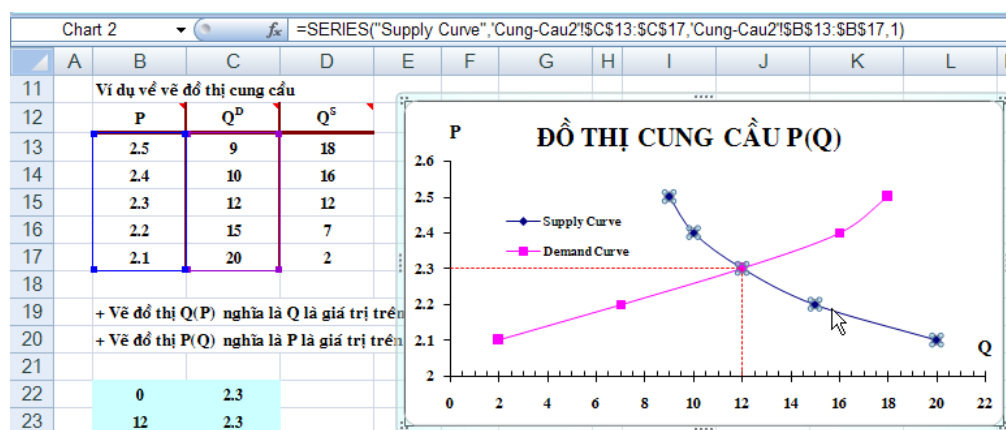 Chart 2 fx =SERIES("Supply Curve",'Cung-Cau2'!$C$13:$C$17,'Cung-Cau2'!$B$13:$B$17,1)
A B C D E F G H I J K L
11 Ví dụ về vẽ đồ thị cung cầu
12 P Q^D Q^S
13 2.5 9 18
14 2.4 10 16
15 2.3 12 12
16 2.2 15 7
17 2.1 20 2
18
19 + Vẽ đồ thị Q(P) nghĩa là Q là giá trị trên
20 + Vẽ đồ thị P(Q) nghĩa là P là giá trị trên
21
22 0 2.3
23 12 2.3
P ĐỒ THỊ CUNG CẦU P(Q)
2.6
2.5
2.4
2.3
2.2
2.1
2
Supply Curve
Demand Curve
Q
0 2 4 6 8 10 12 14 16 18 20 22